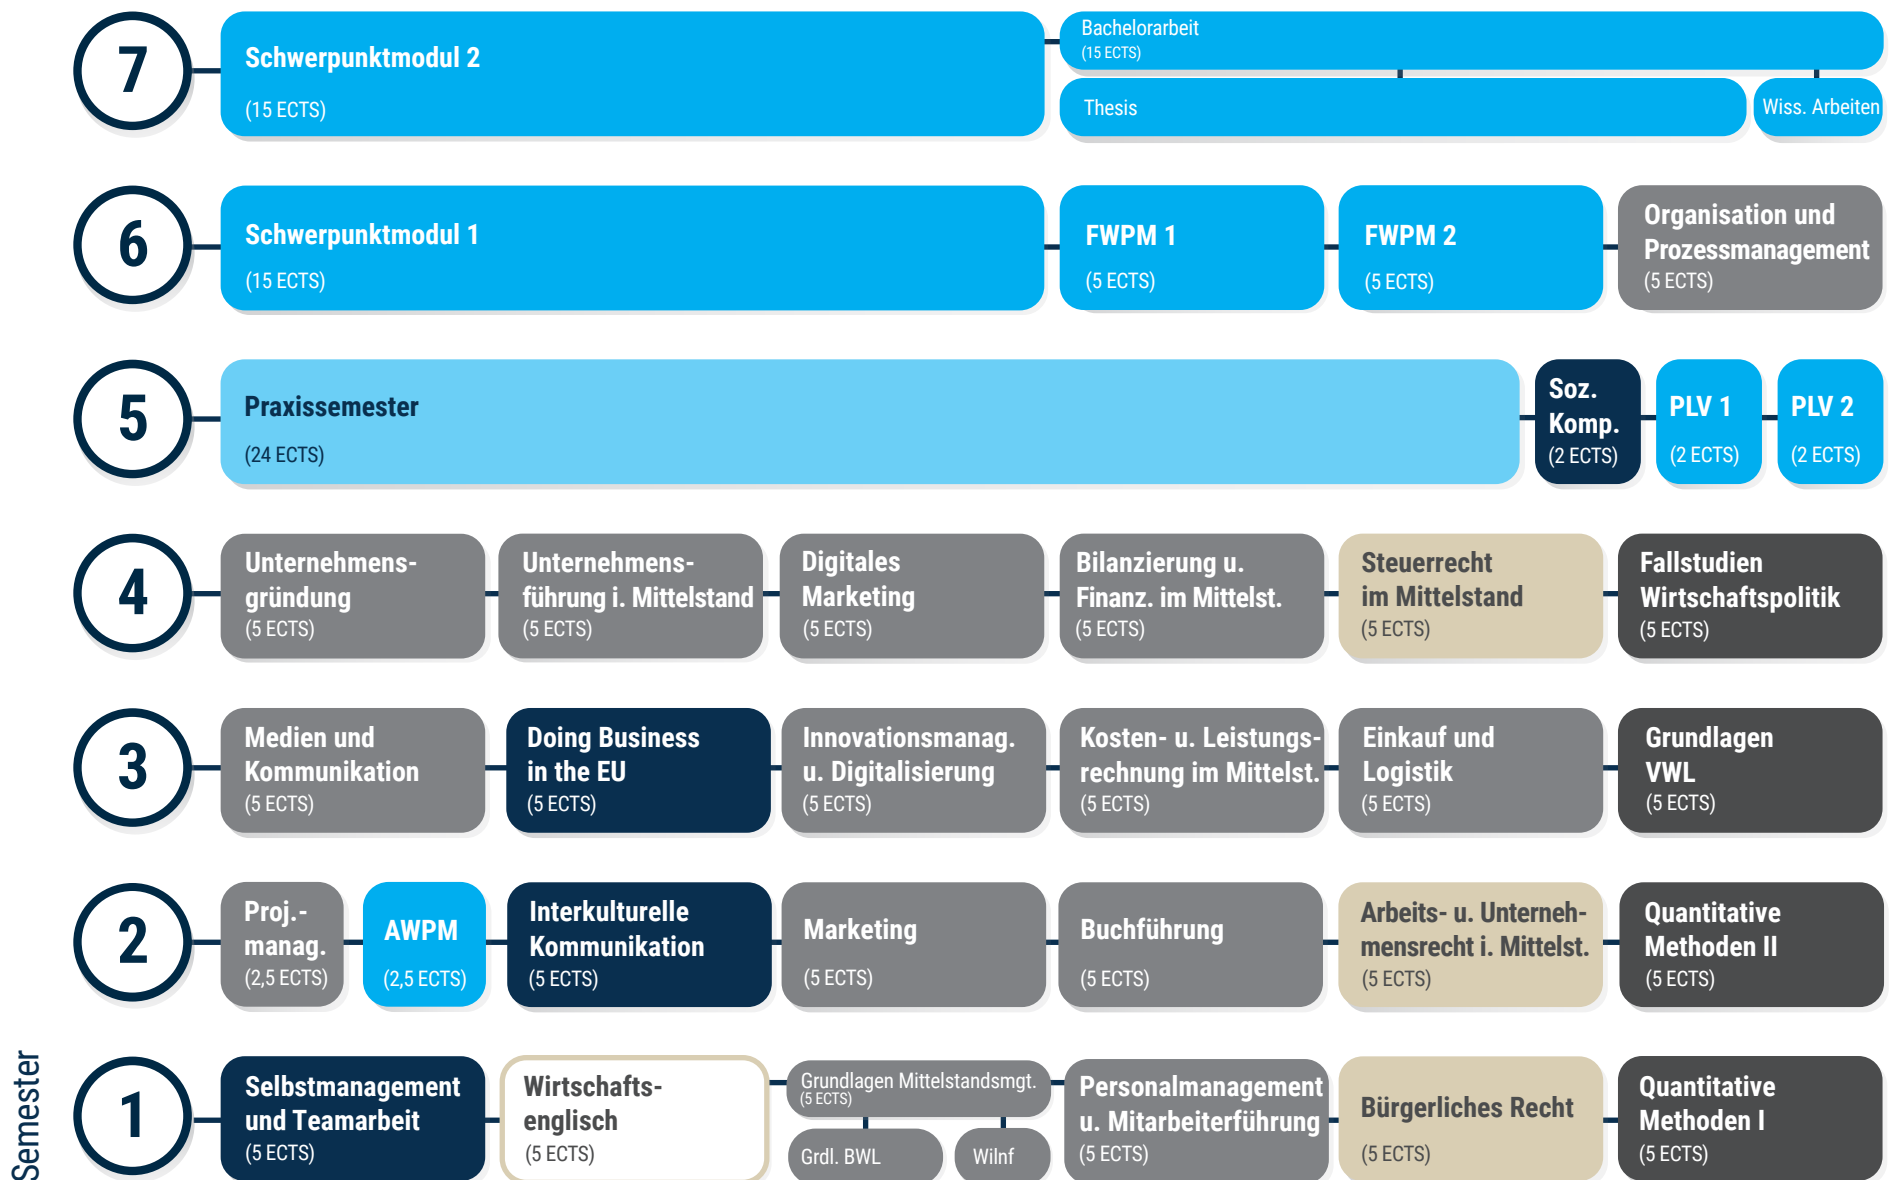 7
Schwerpunktmodul 2
(15 ECTS)
Bachelorarbeit
(15 ECTS)
Thesis
Wiss. Arbeiten
6
Schwerpunktmodul 1
(15 ECTS)
FWPM 1
(5 ECTS)
FWPM 2
(5 ECTS)
Organisation und
Prozessmanagement
(5 ECTS)
5
Praxissemester
(24 ECTS)
Soz.
Komp.
(2 ECTS)
PLV 1
(2 ECTS)
PLV 2
(2 ECTS)
4
Unternehmens-
gründung
(5 ECTS)
Unternehmens-
führung i. Mittelstand
(5 ECTS)
Digitales
Marketing
(5 ECTS)
Bilanzierung u.
Finanz. im Mittelst.
(5 ECTS)
Steuerrecht
im Mittelstand
(5 ECTS)
Fallstudien
Wirtschaftspolitik
(5 ECTS)
3
Medien und
Kommunikation
(5 ECTS)
Doing Business
in the EU
(5 ECTS)
Innovationsmanag.
u. Digitalisierung
(5 ECTS)
Kosten- u. Leistungs-
rechnung im Mittelst.
(5 ECTS)
Einkauf und
Logistik
(5 ECTS)
Grundlagen
VWL
(5 ECTS)
2
Proj.-
manag.
(2,5 ECTS)
AWPM
(2,5 ECTS)
Interkulturelle
Kommunikation
(5 ECTS)
Marketing
(5 ECTS)
Buchführung
(5 ECTS)
Arbeits- u. Unterneh-
mensrecht i. Mittelst.
(5 ECTS)
Quantitative
Methoden II
(5 ECTS)
Semester
1
Selbstmanagement
und Teamarbeit
(5 ECTS)
Wirtschafts-
englisch
(5 ECTS)
Grundlagen Mittelstandsmgt.
(5 ECTS)
Grdl. BWL
WiInf
Personalmanagement
u. Mitarbeiterführung
(5 ECTS)
Bürgerliches Recht
(5 ECTS)
Quantitative
Methoden I
(5 ECTS)